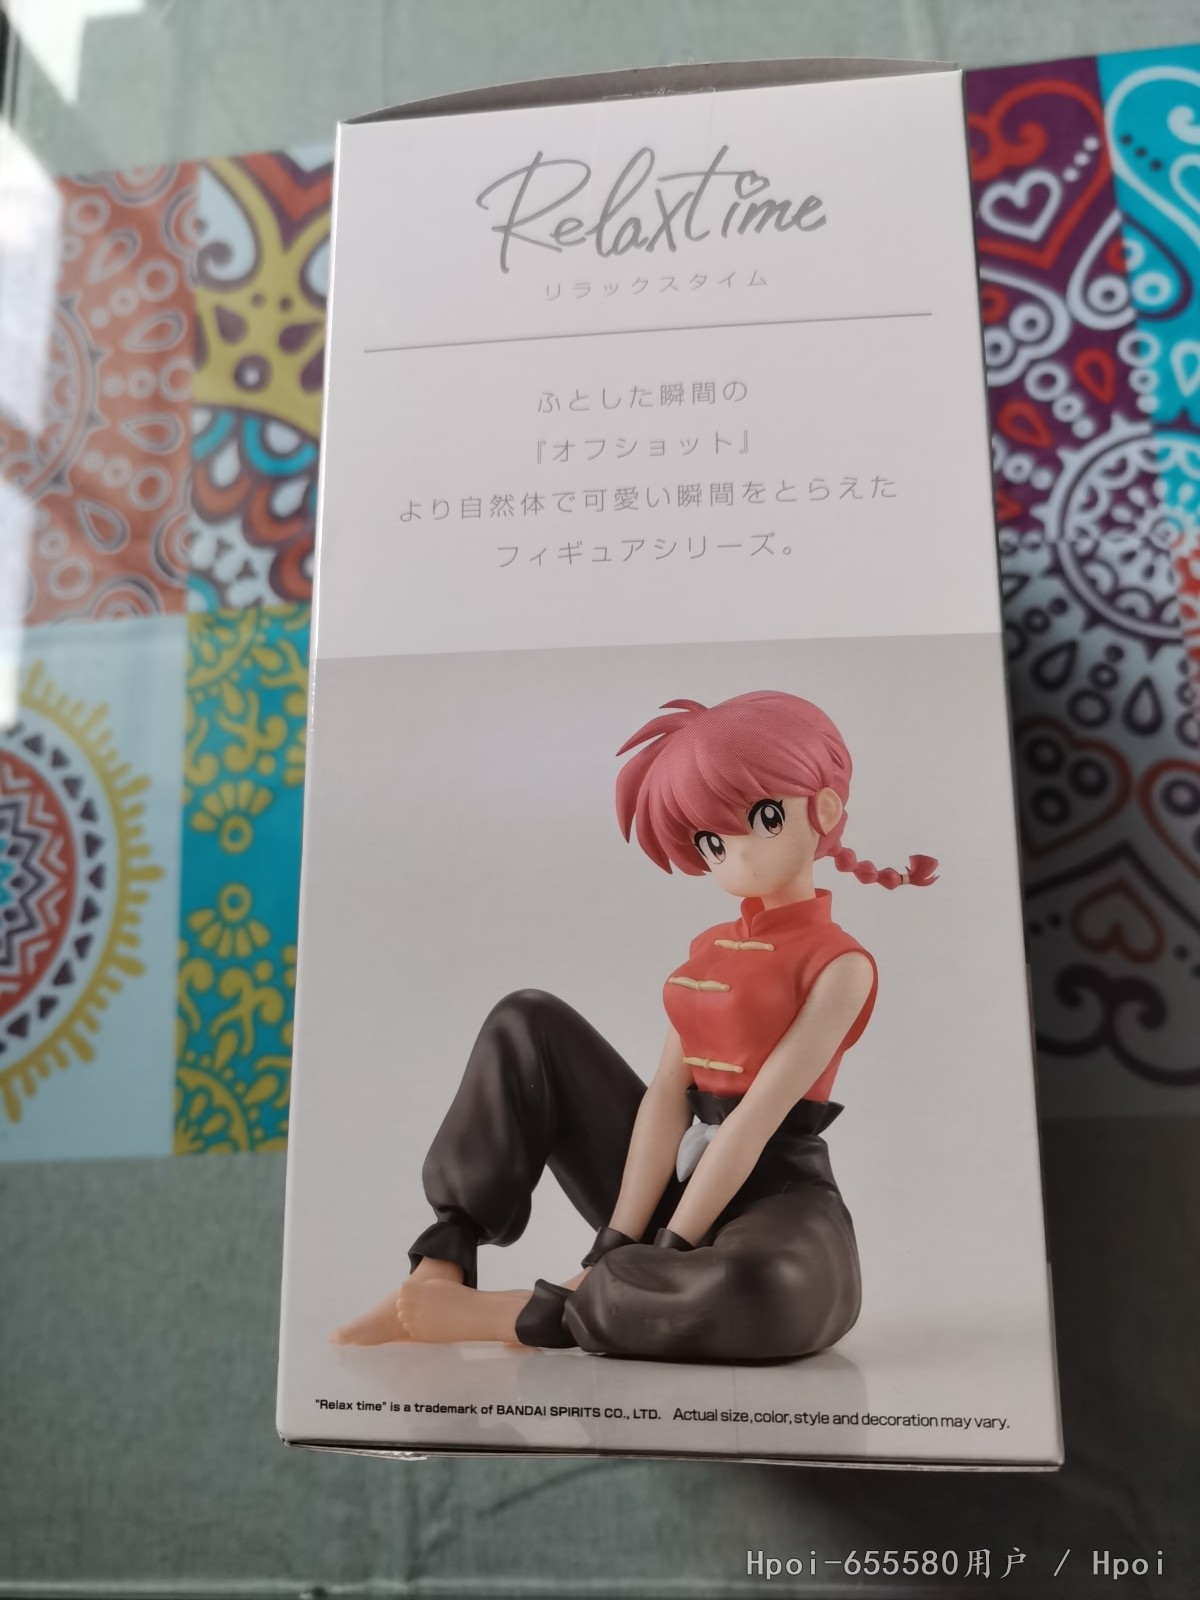 Relaxtime
リラックスタイム
ふとした瞬間の
『オフショット』
より自然体で可愛い瞬間をとらえた
フィギュアシリーズ。
"Relax time" is a trademark of BANDAI SPIRITS CO., LTD. Actual size,color,style and decoration may vary.
Hpoi-655580用户 / Hpoi